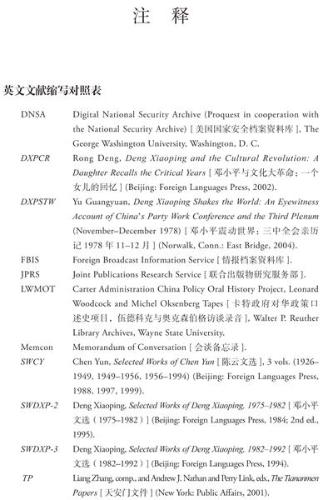 注 释
英文文献缩写对照表
DNSA Digital National Security Archive (Proquest in cooperation with
the National Security Archive) [ 美国国家安全档案资料库 ], The
George Washington University, Washington, D. C.
DXPCR Rong Deng, Deng Xiaoping and the Cultural Revolution: A
Daughter Recalls the Critical Years [ 邓小平与文化大革命：一个
女儿的回忆 ] (Beijing: Foreign Languages Press, 2002).
DXPSTW Yu Guangyuan, Deng Xiaoping Shakes the World: An Eyewitness
Account of China's Party Work Conference and the Third Plenum
(November–December 1978) [ 邓小平震动世界：三中全会亲历
记 1978 年 11–12 月 ] (Norwalk, Conn.: East Bridge, 2004).
FBIS Foreign Broadcast Information Service [ 情报档案资料库 ].
JPRS Joint Publications Research Service [ 联合出版物研究服务部 ].
LWMOT Carter Administration China Policy Oral History Project, Leonard
Woodcock and Michel Oksenberg Tapes [ 卡特政府对华政策口
述史项目，伍德科克与奥克森伯格访谈录音 ], Walter P. Reuther
Library Archives, Wayne State University.
Memcon Memorandum of Conversation [ 会谈备忘录 ].
SWCY Chen Yun, Selected Works of Chen Yun [ 陈云文选 ], 3 vols. (1926–
1949, 1949–1956, 1956–1994) (Beijing: Foreign Languages Press,
1988, 1997, 1999).
SWDXP-2 Deng Xiaoping, Selected Works of Deng Xiaoping, 1975–1982 [ 邓小平
文选（1975–1982）] (Beijing: Foreign Languages Press, 1984; 2nd ed.,
1995).
SWDXP-3 Deng Xiaoping, Selected Works of Deng Xiaoping, 1982–1992 [ 邓小平
文选（1982–1992）] (Beijing: Foreign Languages Press, 1994).
TP Liang Zhang, comp., and Andrew J. Nathan and Perry Link, eds., The Tiananmen
Papers [ 天安门文件 ] (New York: Public Affairs, 2001).